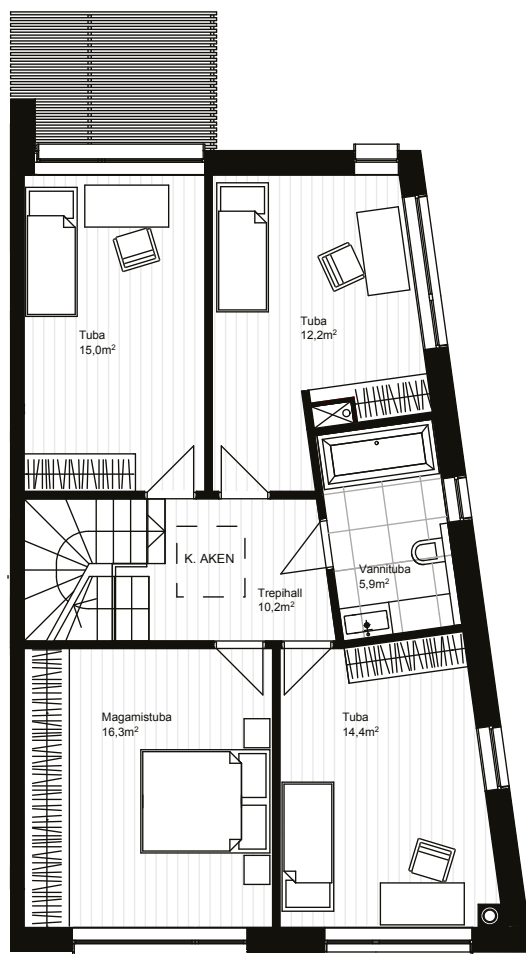 Tuba
15,0m²
Tuba
12,2m²
K. AKEN
Trepihall
10,2m²
Vannituba
5,9m²
Magamistuba
16,3m²
Tuba
14,4m²